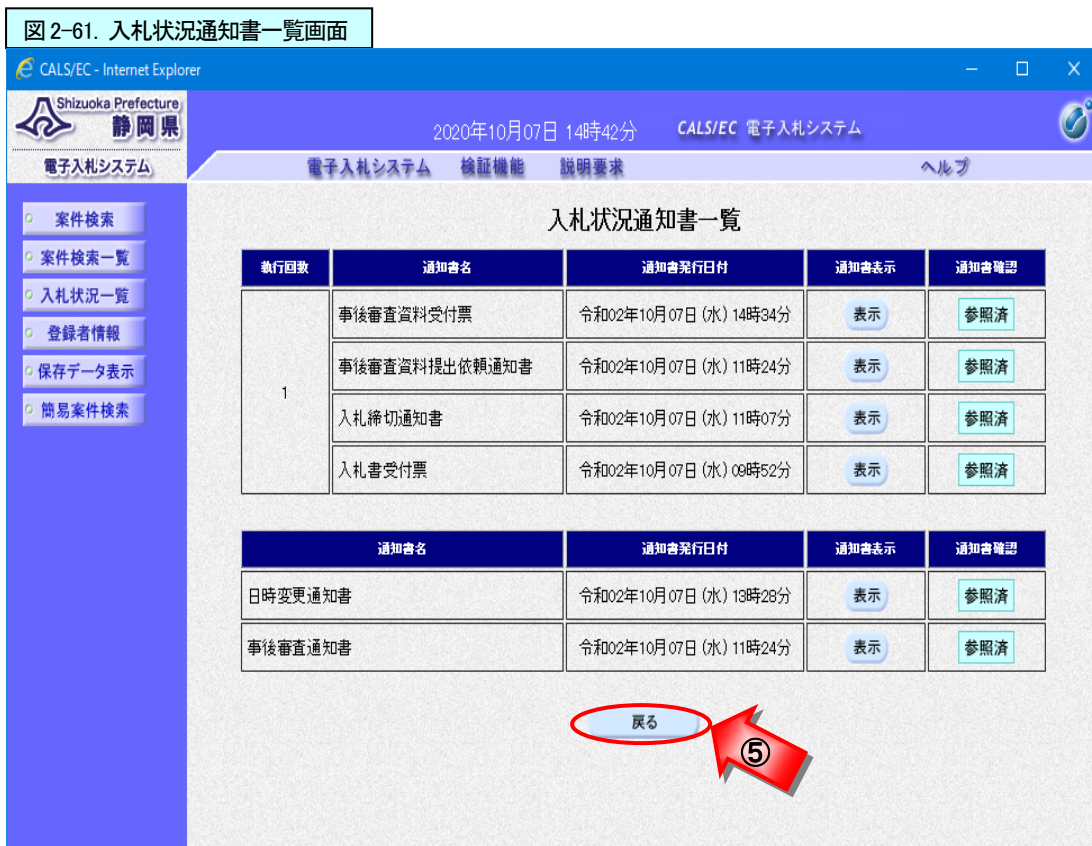 図 2-61. 入札状況通知書一覧画面
CALS/EC - Internet Explorer
Shizuoka Prefecture
静岡県
2020年10月07日 14時42分 CALS/EC 電子入札システム
電子入札システム
電子入札システム 検証機能 説明要求 ヘルプ
案件検索
案件検索一覧
入札状況一覧
登録者情報
保存データ表示
簡易案件検索
入札状況通知書一覧
執行回数 通知書名 通知書発行日付 通知書表示 通知書確認
1
事後審査資料受付票 令和02年10月07日 (水) 14時34分 表示 参照済
事後審査資料提出依頼通知書 令和02年10月07日 (水) 11時24分 表示 参照済
入札締切通知書 令和02年10月07日 (水) 11時07分 表示 参照済
入札書受付票 令和02年10月07日 (水) 09時52分 表示 参照済
通知書名 通知書発行日付 通知書表示 通知書確認
日時変更通知書 令和02年10月07日 (水) 13時28分 表示 参照済
事後審査通知書 令和02年10月07日 (水) 11時24分 表示 参照済
戻る
⑤